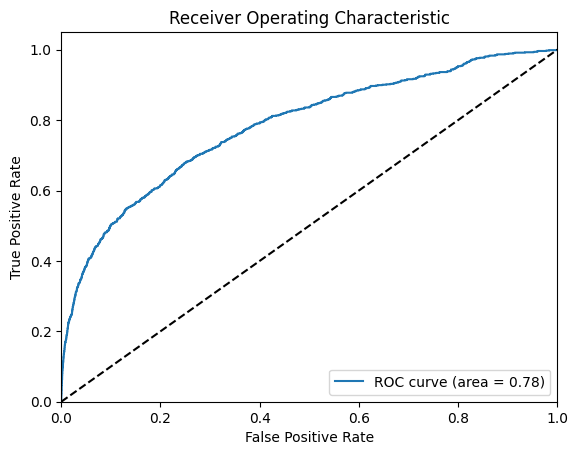 Receiver Operating Characteristic
1.0
0.8
0.6
0.4
0.2
0.0
True Positive Rate
ROC curve (area = 0.78)
0.0 0.2 0.4 0.6 0.8 1.0
False Positive Rate